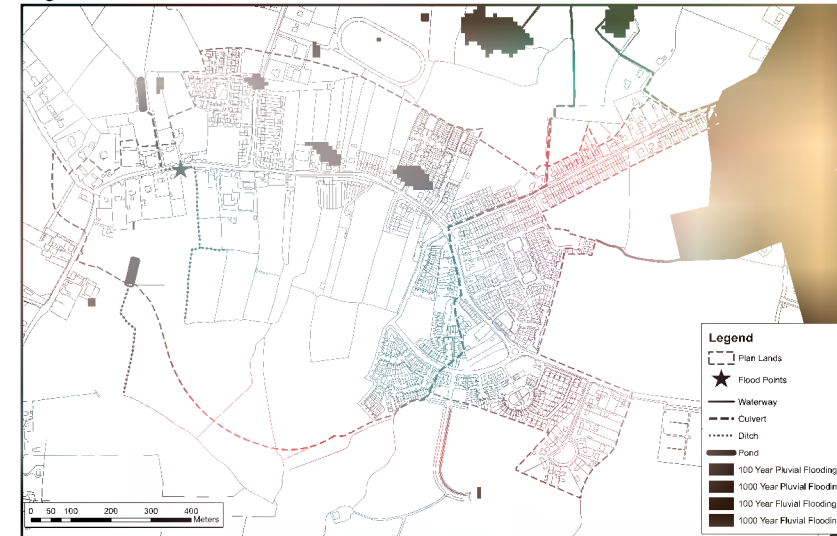 Legend
Plan Lands
Flood Points
Waterway
Culvert
Ditch
Pond
100 Year Pluvial Flooding
1000 Year Pluvial Floodin
100 Year Fluvial Flooding
1000 Year Fluvial Floodin
0 50 100 200 300 400
Meters